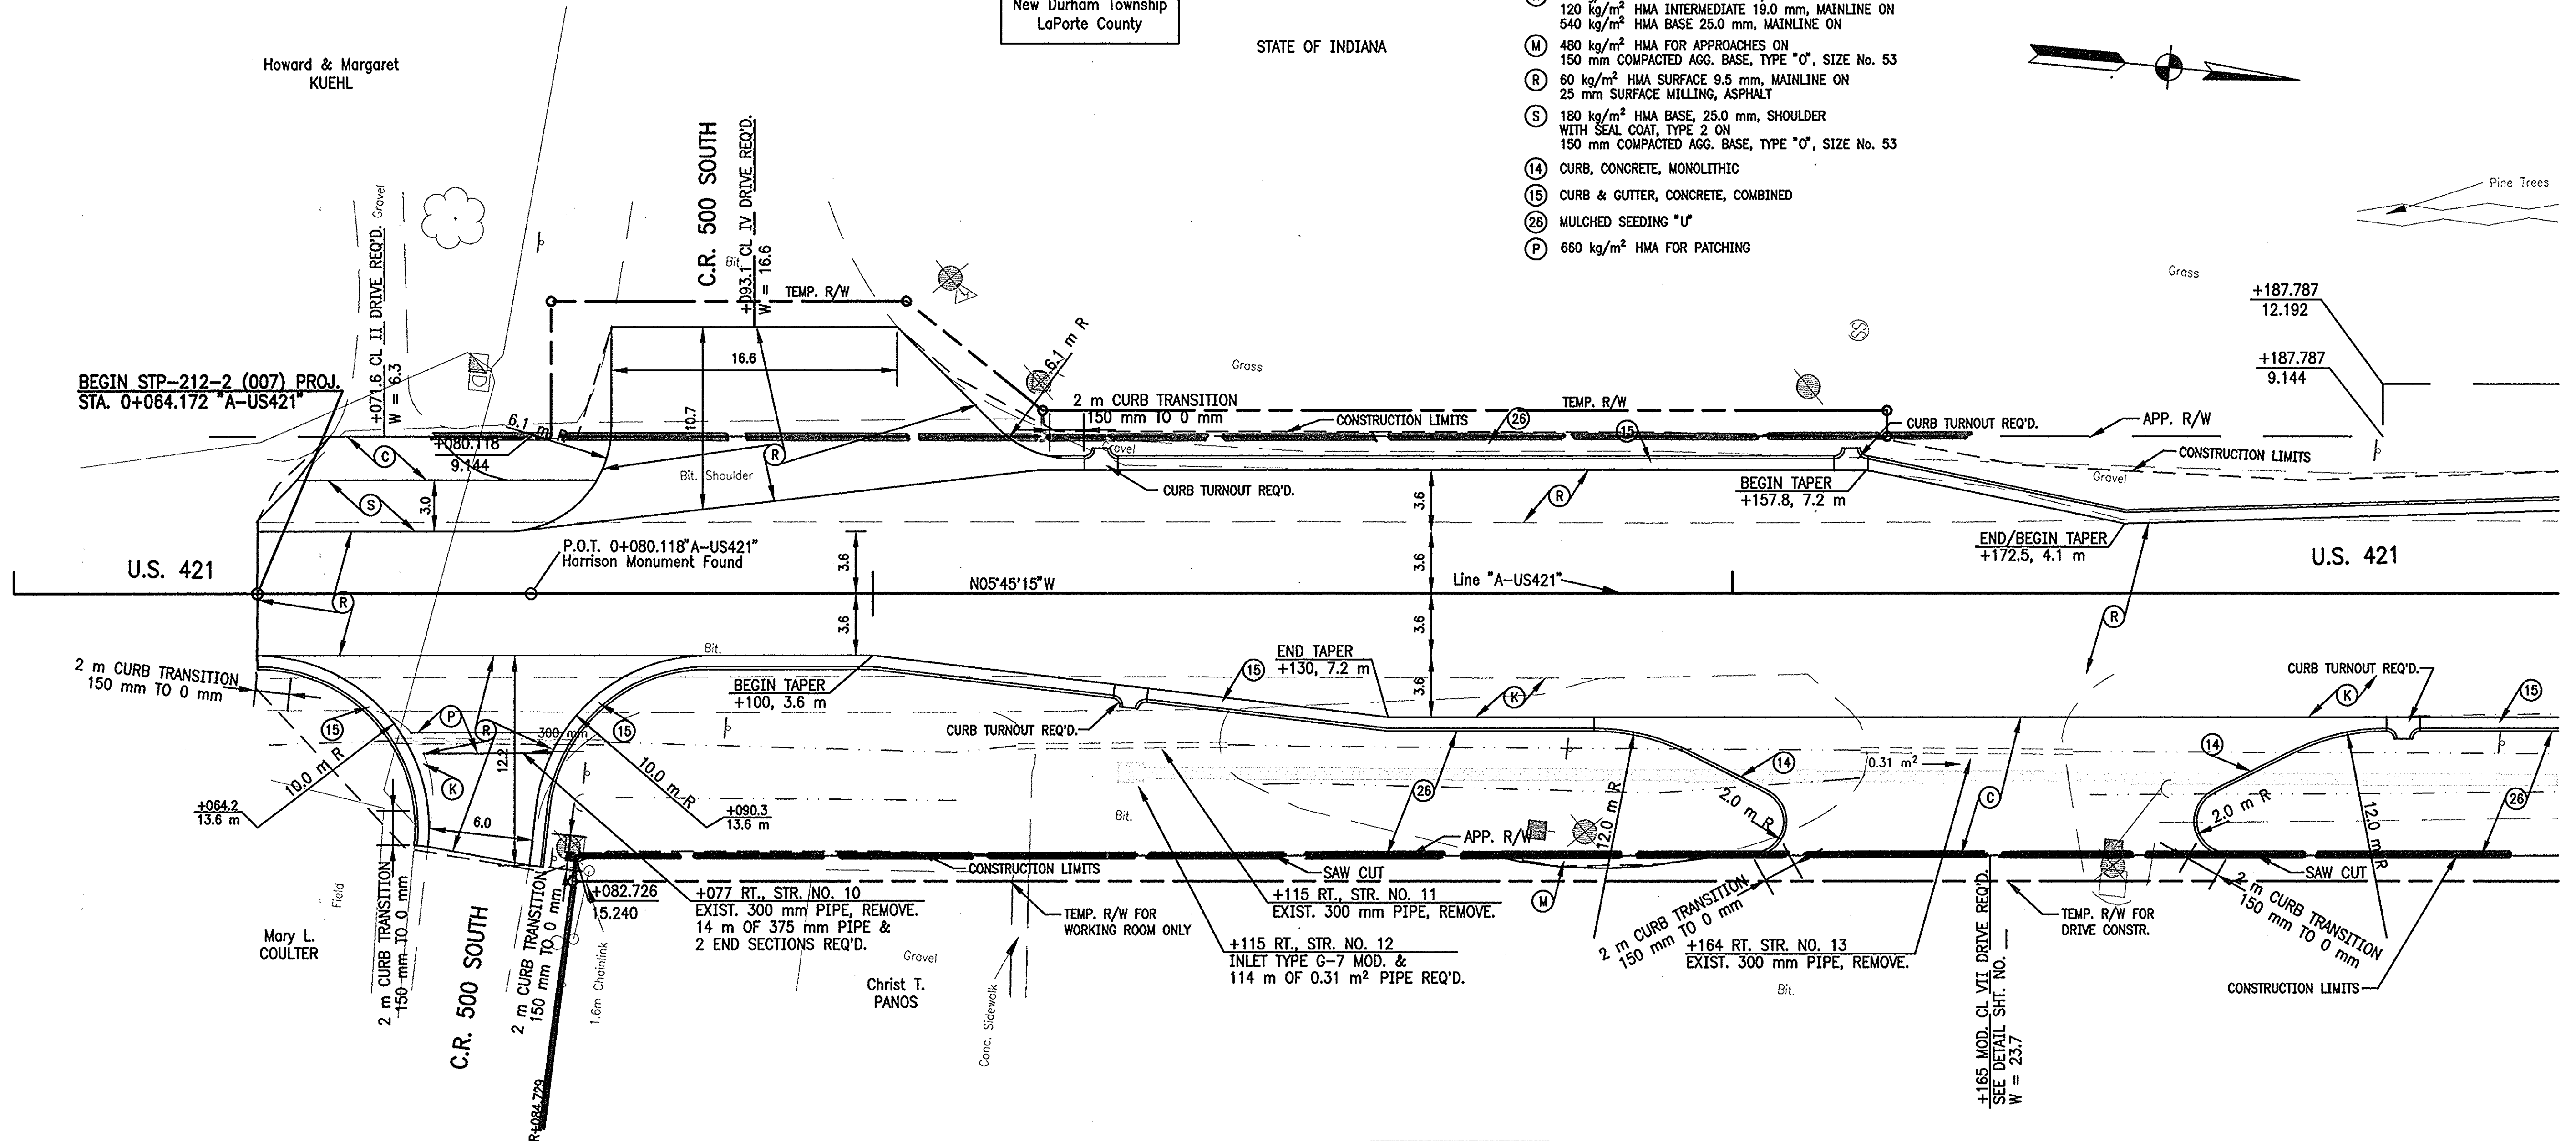 New Durham Township
LaPorte County
STATE OF INDIANA
Howard & Margaret
KUEHL
120 kg/m² HMA INTERMEDIATE 19.0 mm, MAINLINE ON
540 kg/m² HMA BASE 25.0 mm, MAINLINE ON
M 480 kg/m² HMA FOR APPROACHES ON
150 mm COMPACTED AGG. BASE, TYPE "O", SIZE No. 53
R 60 kg/m² HMA SURFACE 9.5 mm, MAINLINE ON
25 mm SURFACE MILLING, ASPHALT
S 180 kg/m² HMA BASE, 25.0 mm, SHOULDER
WITH SEAL COAT, TYPE 2 ON
150 mm COMPACTED AGG. BASE, TYPE "O", SIZE No. 53
14 CURB, CONCRETE, MONOLITHIC
15 CURB & GUTTER, CONCRETE, COMBINED
26 MULCHED SEEDING "U"
P 660 kg/m² HMA FOR PATCHING
Pine Trees
Grass
+187.787
12.192
+187.787
9.144
C.R. 500 SOUTH
+093.1 CL IV DRIVE REQ'D.
W = 16.6
Bit.
TEMP. R/W
Gravel
+071.6 CL II DRIVE REQ'D.
W = 6.3
BEGIN STP-212-2 (007) PROJ.
STA. 0+064.172 "A-US421"
16.6
10.7
6.1 m R
6.1 m R
+080.118
9.144
C
S
3.0
R
Bit. Shoulder
Grass
2 m CURB TRANSITION
150 mm TO 0 mm
Gravel
CONSTRUCTION LIMITS
26
TEMP. R/W
15
CURB TURNOUT REQ'D.
CURB TURNOUT REQ'D.
APP. R/W
CONSTRUCTION LIMITS
Gravel
BEGIN TAPER
+157.8, 7.2 m
R
3.6
END/BEGIN TAPER
+172.5, 4.1 m
U.S. 421
P.O.T. 0+080.118"A-US421"
Harrison Monument Found
3.6
3.6
N05°45'15"W
Line "A-US421"
U.S. 421
R
3.6
3.6
R
2 m CURB TRANSITION
150 mm TO 0 mm
Bit.
BEGIN TAPER
+100, 3.6 m
END TAPER
+130, 7.2 m
15
3.6
K
CURB TURNOUT REQ'D.
K
15
CURB TURNOUT REQ'D.
15
P
R
300 mm
15
12.2
K
10.0 m R
10.0 m R
+064.2
13.6 m
+090.3
13.6 m
6.0
14
0.31 m²
14
26
Bit.
12.0 m R
2.0 m R
C
2.0 m R
12.0 m R
26
APP. R/W
CONSTRUCTION LIMITS
SAW CUT
SAW CUT
M
Field
Mary L.
COULTER
2 m CURB TRANSITION
150 mm TO 0 mm
C.R. 500 SOUTH
2 m CURB TRANSITION
150 mm TO 0 mm
+082.726
15.240
1.6m Chainlink
R+084.729
+077 RT., STR. NO. 10
EXIST. 300 mm PIPE, REMOVE.
14 m OF 375 mm PIPE &
2 END SECTIONS REQ'D.
Gravel
Christ T.
PANOS
Conc. Sidewalk
TEMP. R/W FOR
WORKING ROOM ONLY
+115 RT., STR. NO. 11
EXIST. 300 mm PIPE, REMOVE.
+115 RT., STR. NO. 12
INLET TYPE G-7 MOD. &
114 m OF 0.31 m² PIPE REQ'D.
2 m CURB TRANSITION
150 mm TO 0 mm
+164 RT. STR. NO. 13
EXIST. 300 mm PIPE, REMOVE.
Bit.
+165 MOD. CL VII DRIVE REQ'D.
SEE DETAIL SHT. NO. —
W = 23.7
TEMP. R/W FOR
DRIVE CONSTR.
2 m CURB TRANSITION
150 mm TO 0 mm
CONSTRUCTION LIMITS